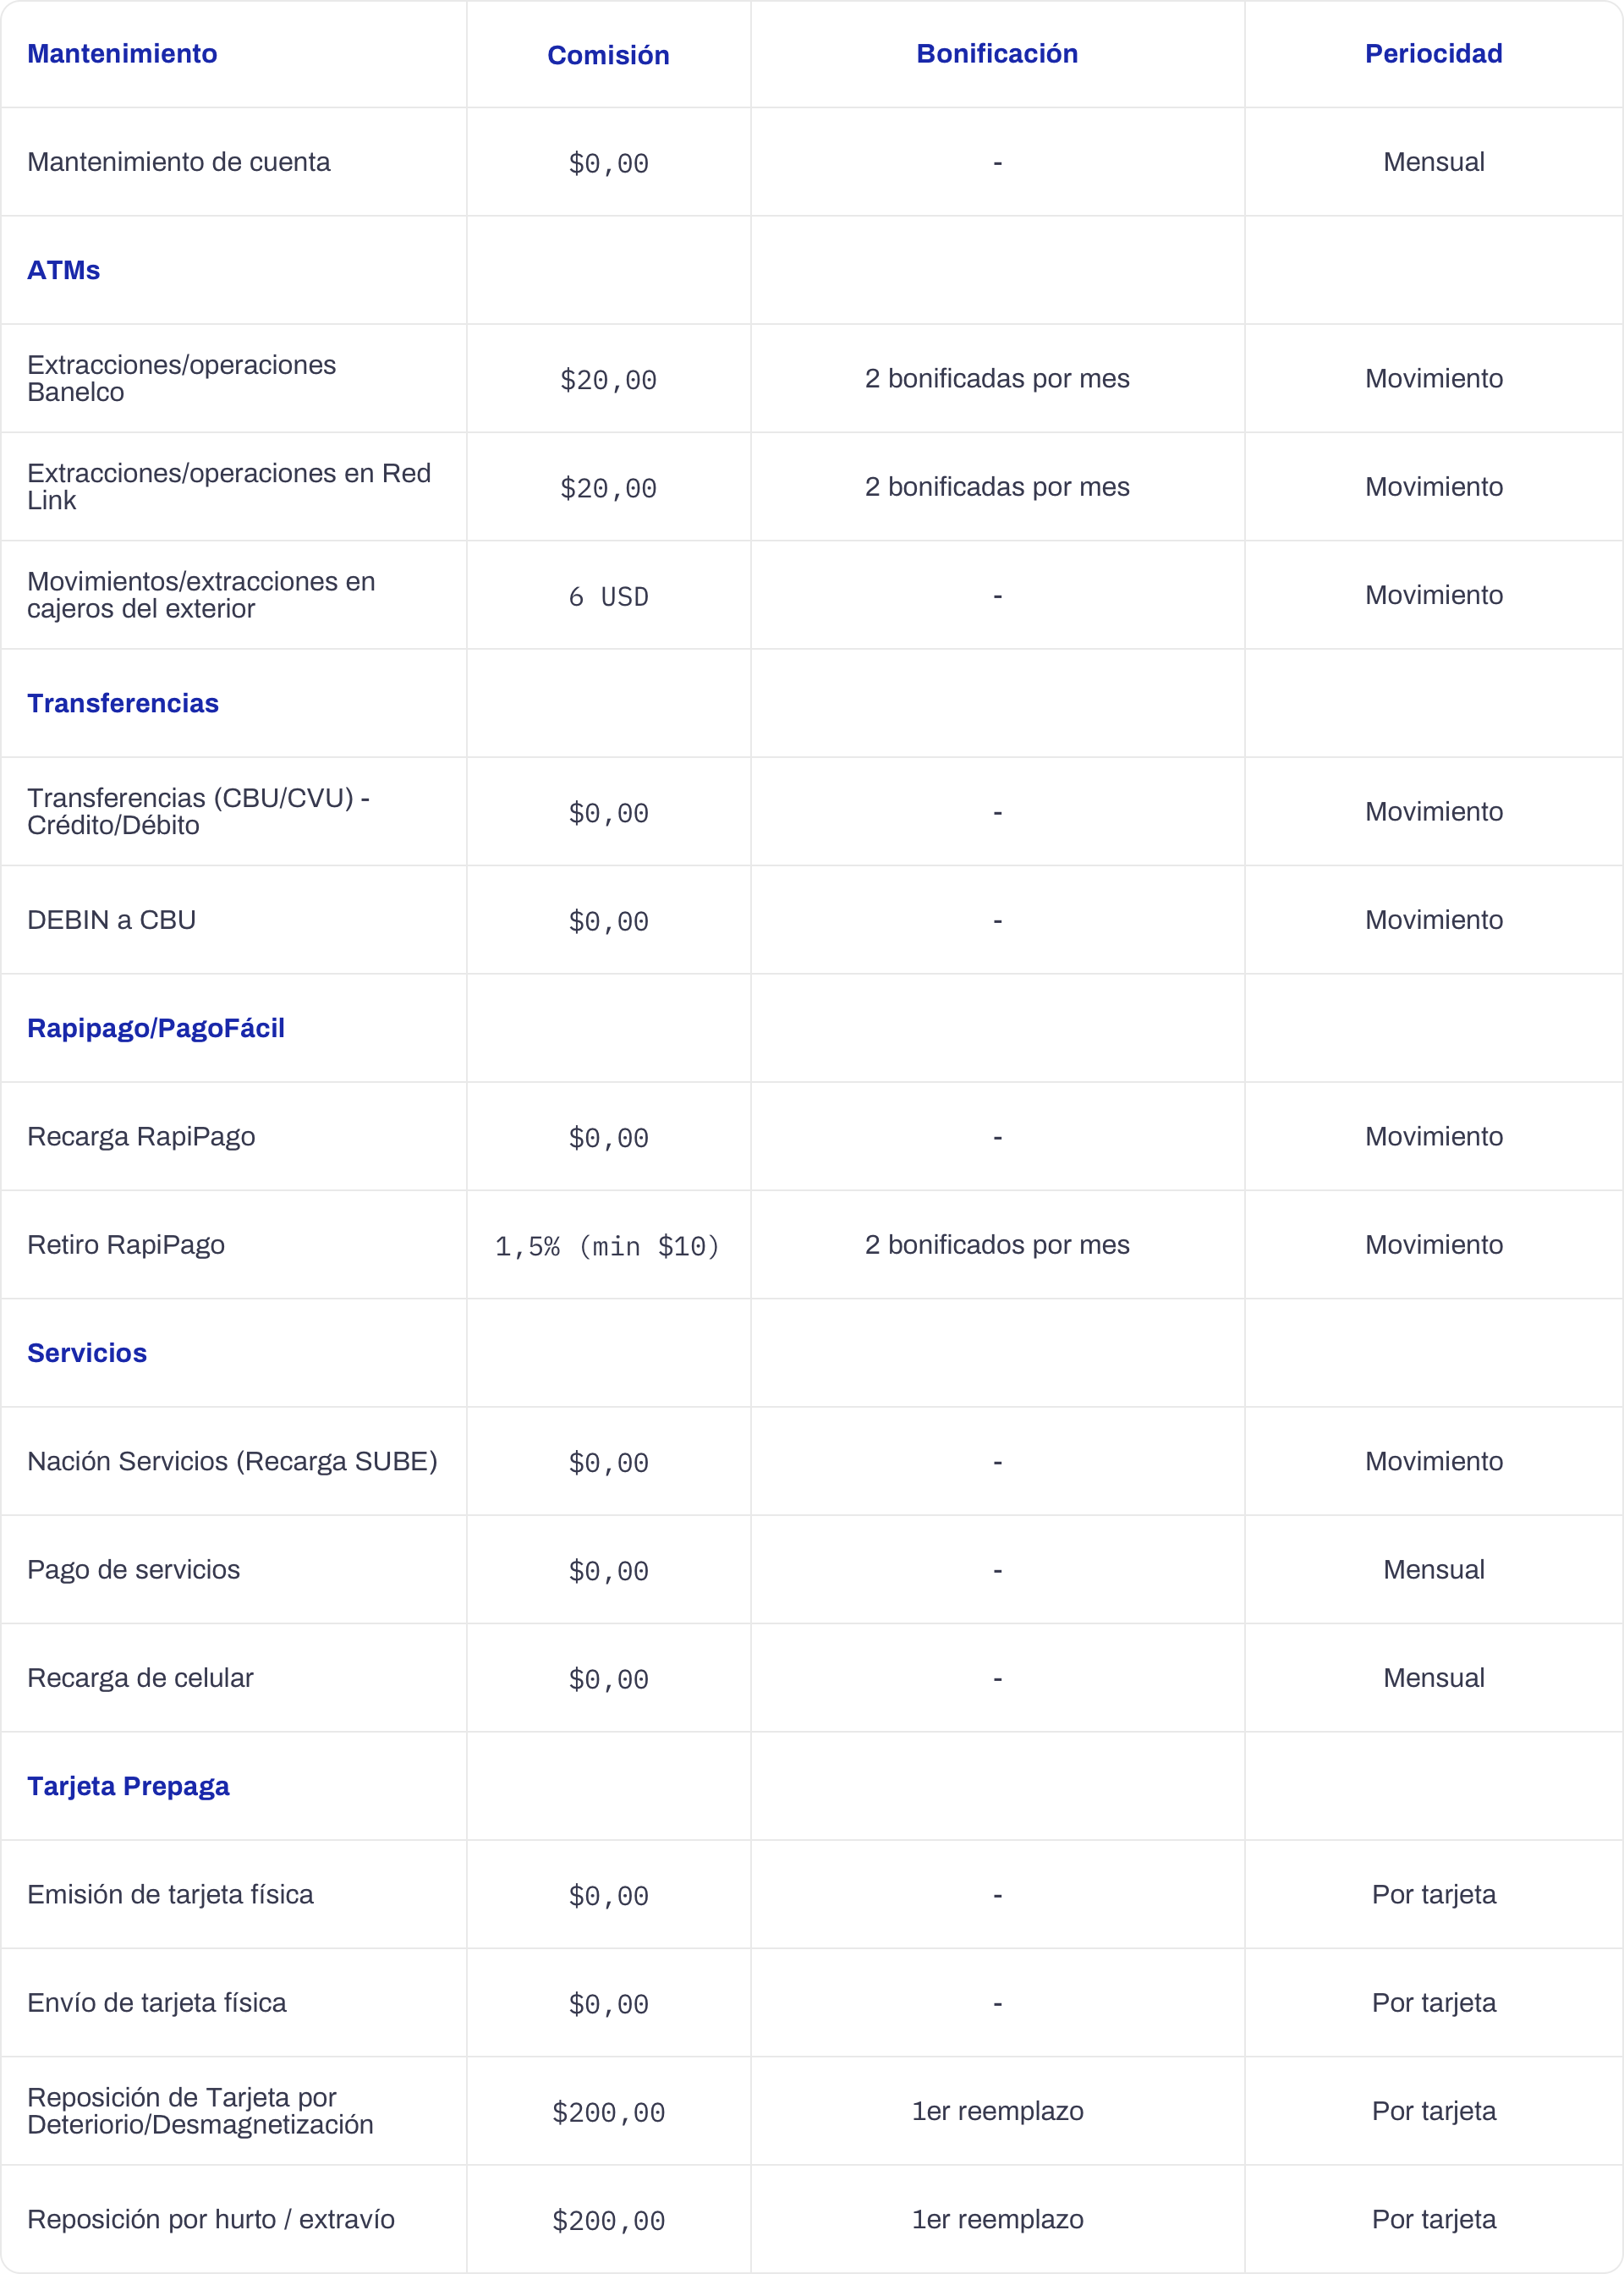 Mantenimiento Comisión Bonificación Periocidad
Mantenimiento de cuenta $0,00 - Mensual
ATMs
Extracciones/operaciones
Banelco $20,00 2 bonificadas por mes Movimiento
Extracciones/operaciones en Red
Link $20,00 2 bonificadas por mes Movimiento
Movimientos/extracciones en
cajeros del exterior 6 USD - Movimiento
Transferencias
Transferencias (CBU/CVU) -
Crédito/Débito $0,00 - Movimiento
DEBIN a CBU $0,00 - Movimiento
Rapipago/PagoFácil
Recarga RapiPago $0,00 - Movimiento
Retiro RapiPago 1,5% (min $10) 2 bonificados por mes Movimiento
Servicios
Nación Servicios (Recarga SUBE) $0,00 - Movimiento
Pago de servicios $0,00 - Mensual
Recarga de celular $0,00 - Mensual
Tarjeta Prepaga
Emisión de tarjeta física $0,00 - Por tarjeta
Envío de tarjeta física $0,00 - Por tarjeta
Reposición de Tarjeta por
Deterioro/Desmagnetización $200,00 1er reemplazo Por tarjeta
Reposición por hurto / extravío $200,00 1er reemplazo Por tarjeta